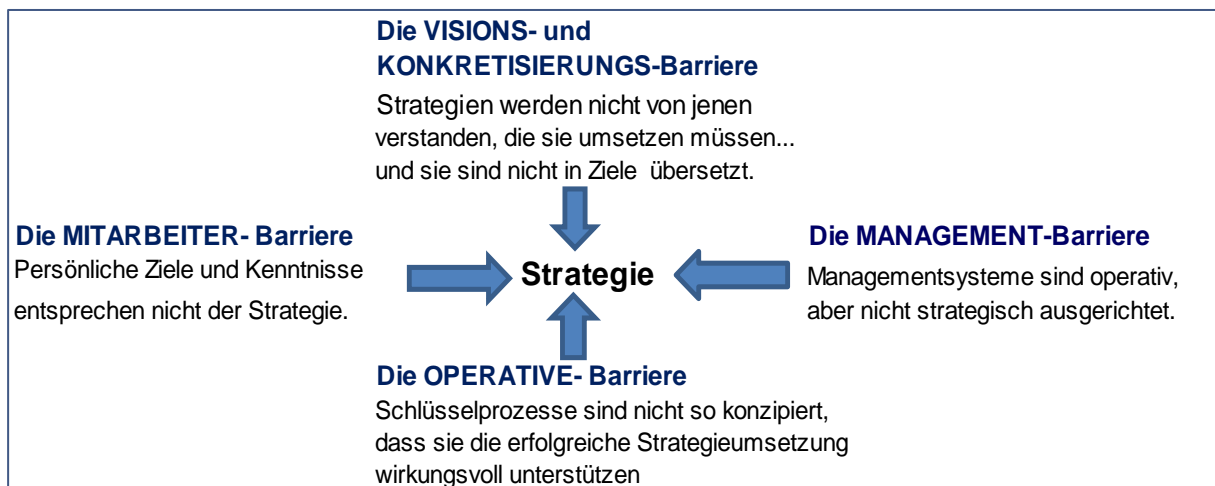 Die VISIONS- und
KONKRETISIERUNGS-Barriere
Strategien werden nicht von jenen
verstanden, die sie umsetzen müssen...
und sie sind nicht in Ziele übersetzt.
Die MITARBEITER- Barriere
Persönliche Ziele und Kenntnisse
entsprechen nicht der Strategie.
Strategie
Die MANAGEMENT-Barriere
Managementsysteme sind operativ,
aber nicht strategisch ausgerichtet.
Die OPERATIVE- Barriere
Schlüsselprozesse sind nicht so konzipiert,
dass sie die erfolgreiche Strategieumsetzung
wirkungsvoll unterstützen